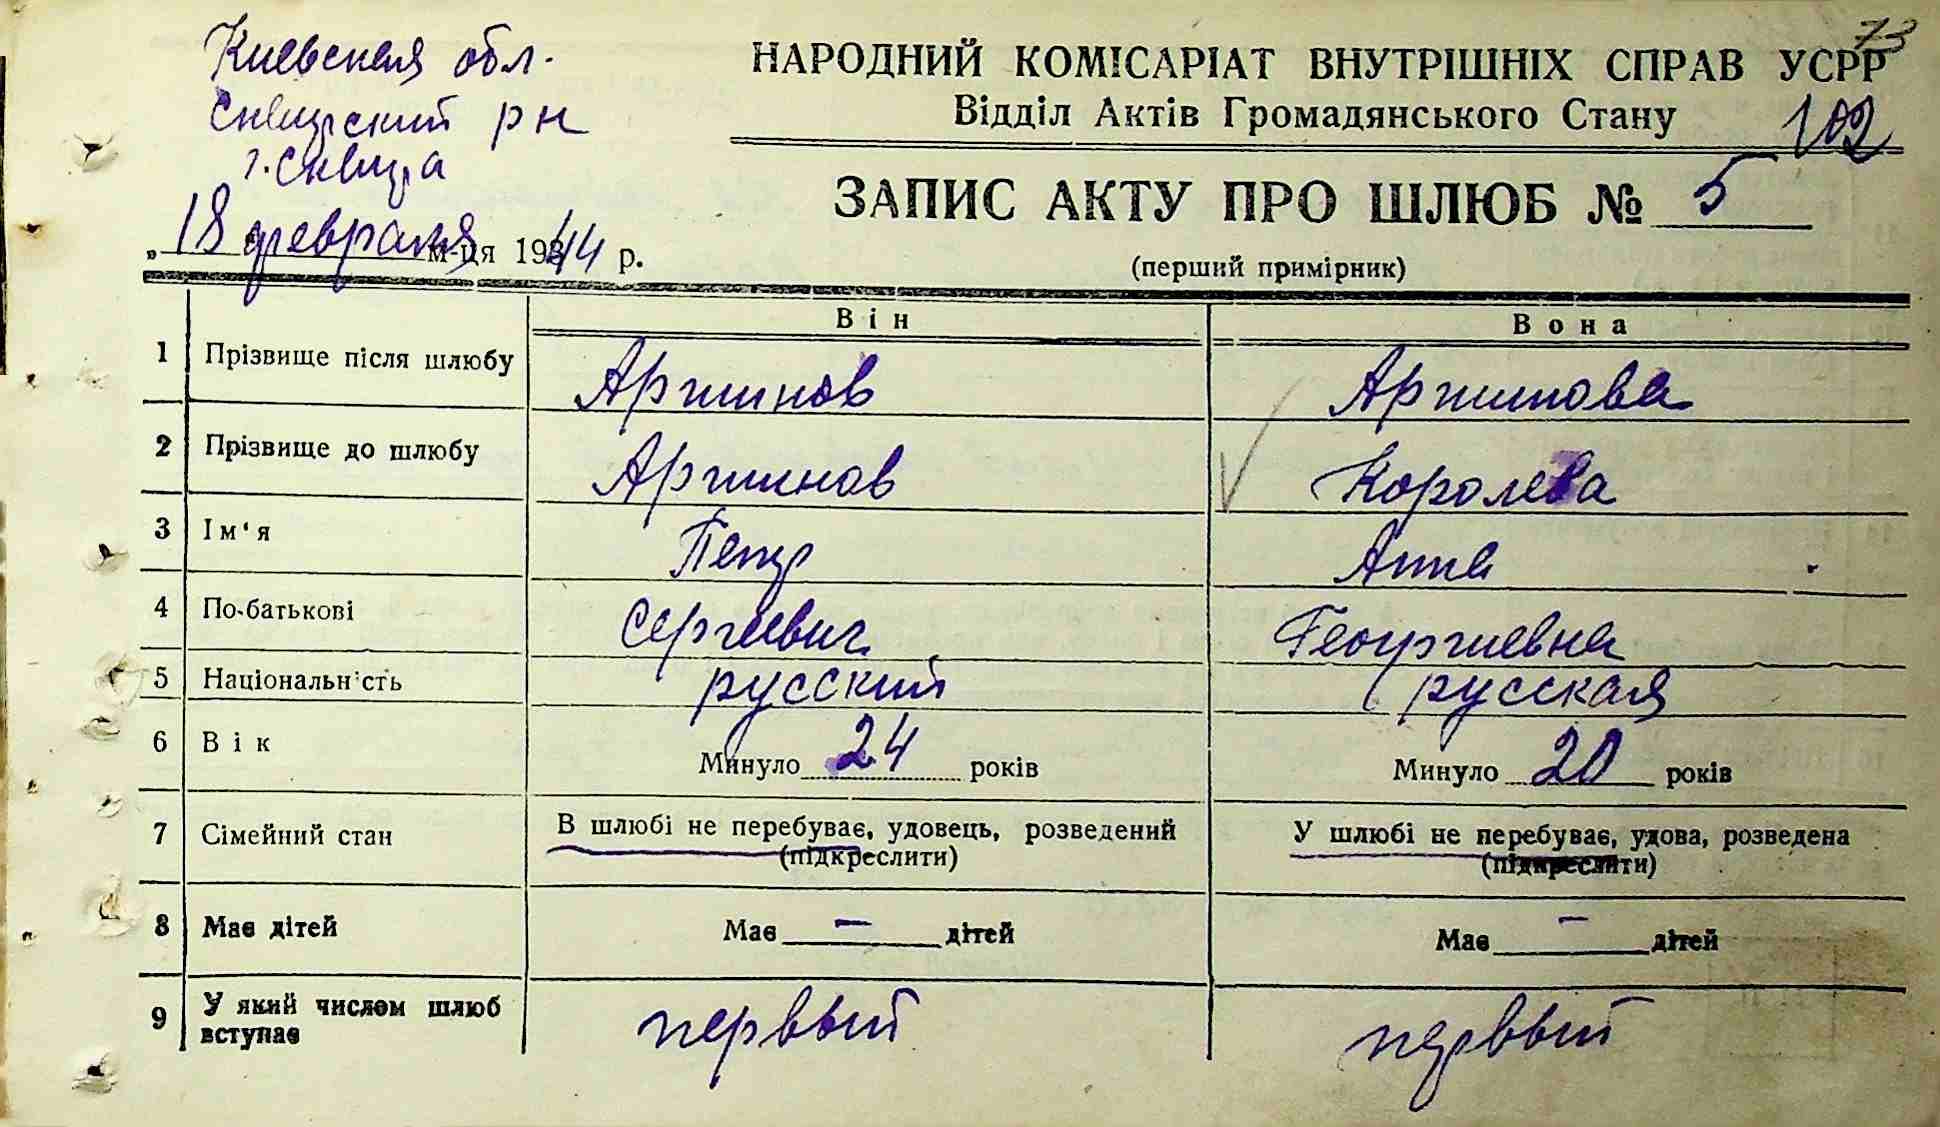 73
Киевская обл.
Сквирский рн
г. Сквира
НАРОДНИЙ КОМІСАРІАТ ВНУТРІШНІХ СПРАВ УСРР
Відділ Актів Громадянського Стану
102
ЗАПИС АКТУ ПРО ШЛЮБ № 5
(перший примірник)
„ 18 февраля м-ця 1944 р.
Він Вона
1 Прізвище після шлюбу Аршинов Аршинова
2 Прізвище до шлюбу Аршинов Королева
3 Ім'я Петр Анна
4 По-батькові Сергеевич Георгиевна
5 Національність русский русская
6 Вік Минуло 24 років Минуло 20 років
7 Сімейний стан В шлюбі не перебуває, удовець, розведений (підкреслити) У шлюбі не перебуває, удова, розведена (підкреслити)
8 Має дітей Має — дітей Має — дітей
9 У який числом шлюб вступає первый первый